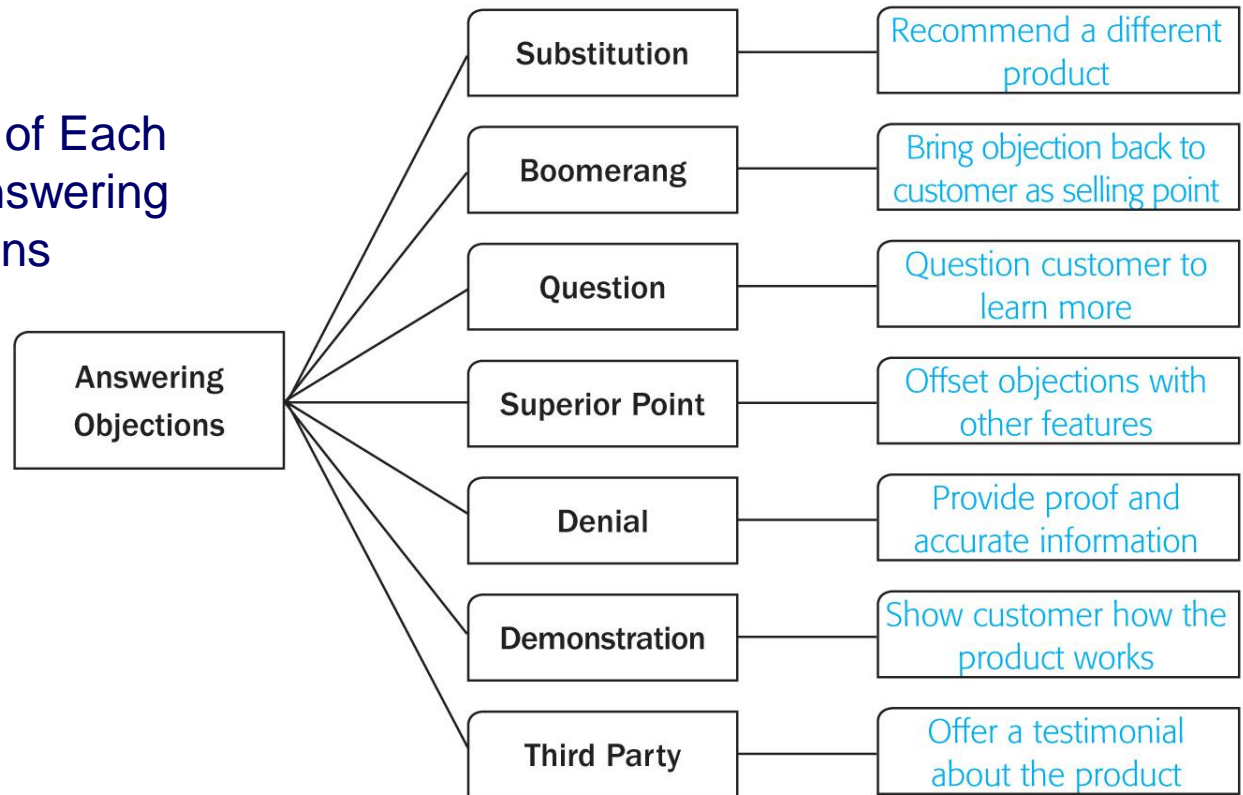 of Each
nswering
ns
Answering
Objections
Substitution
Recommend a different
product
Boomerang
Bring objection back to
customer as selling point
Question
Question customer to
learn more
Superior Point
Offset objections with
other features
Denial
Provide proof and
accurate information
Demonstration
Show customer how the
product works
Third Party
Offer a testimonial
about the product